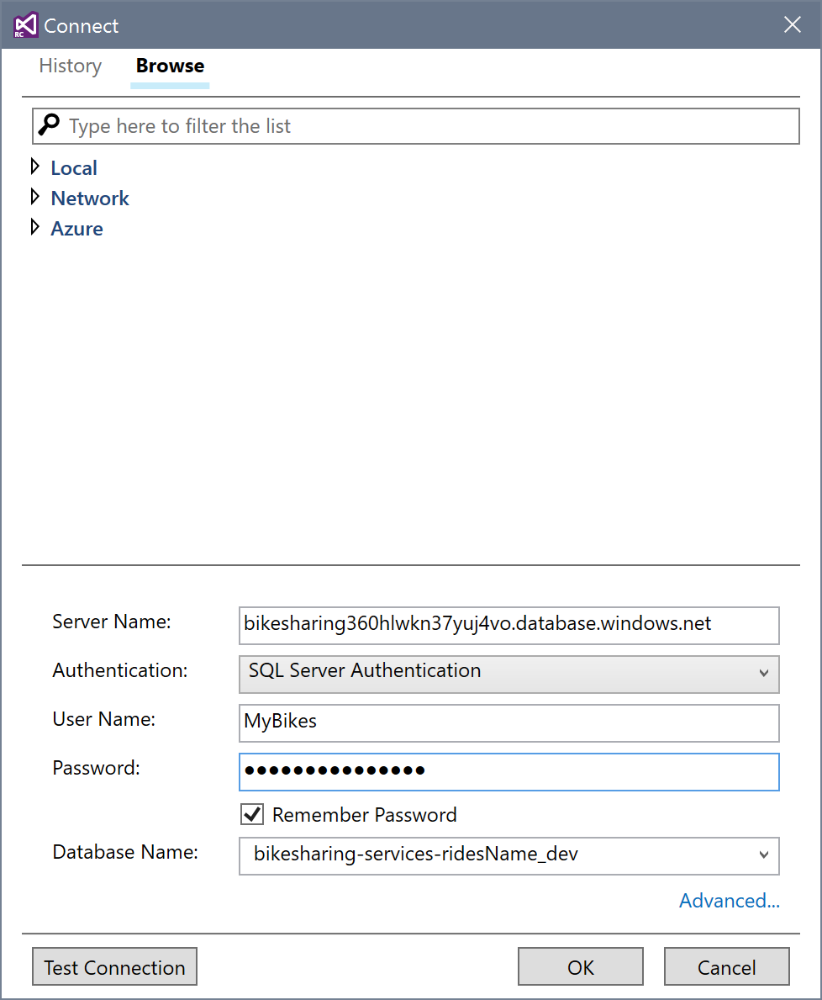 RC Connect
History Browse
Type here to filter the list
Local
Network
Azure
Server Name: bikesharing360hlwkn37yuj4vo.database.windows.net
Authentication: SQL Server Authentication
User Name: MyBikes
Password: ●●●●●●●●●●●●●●●
Remember Password
Database Name: bikesharing-services-ridesName_dev
Advanced...
Test Connection OK Cancel